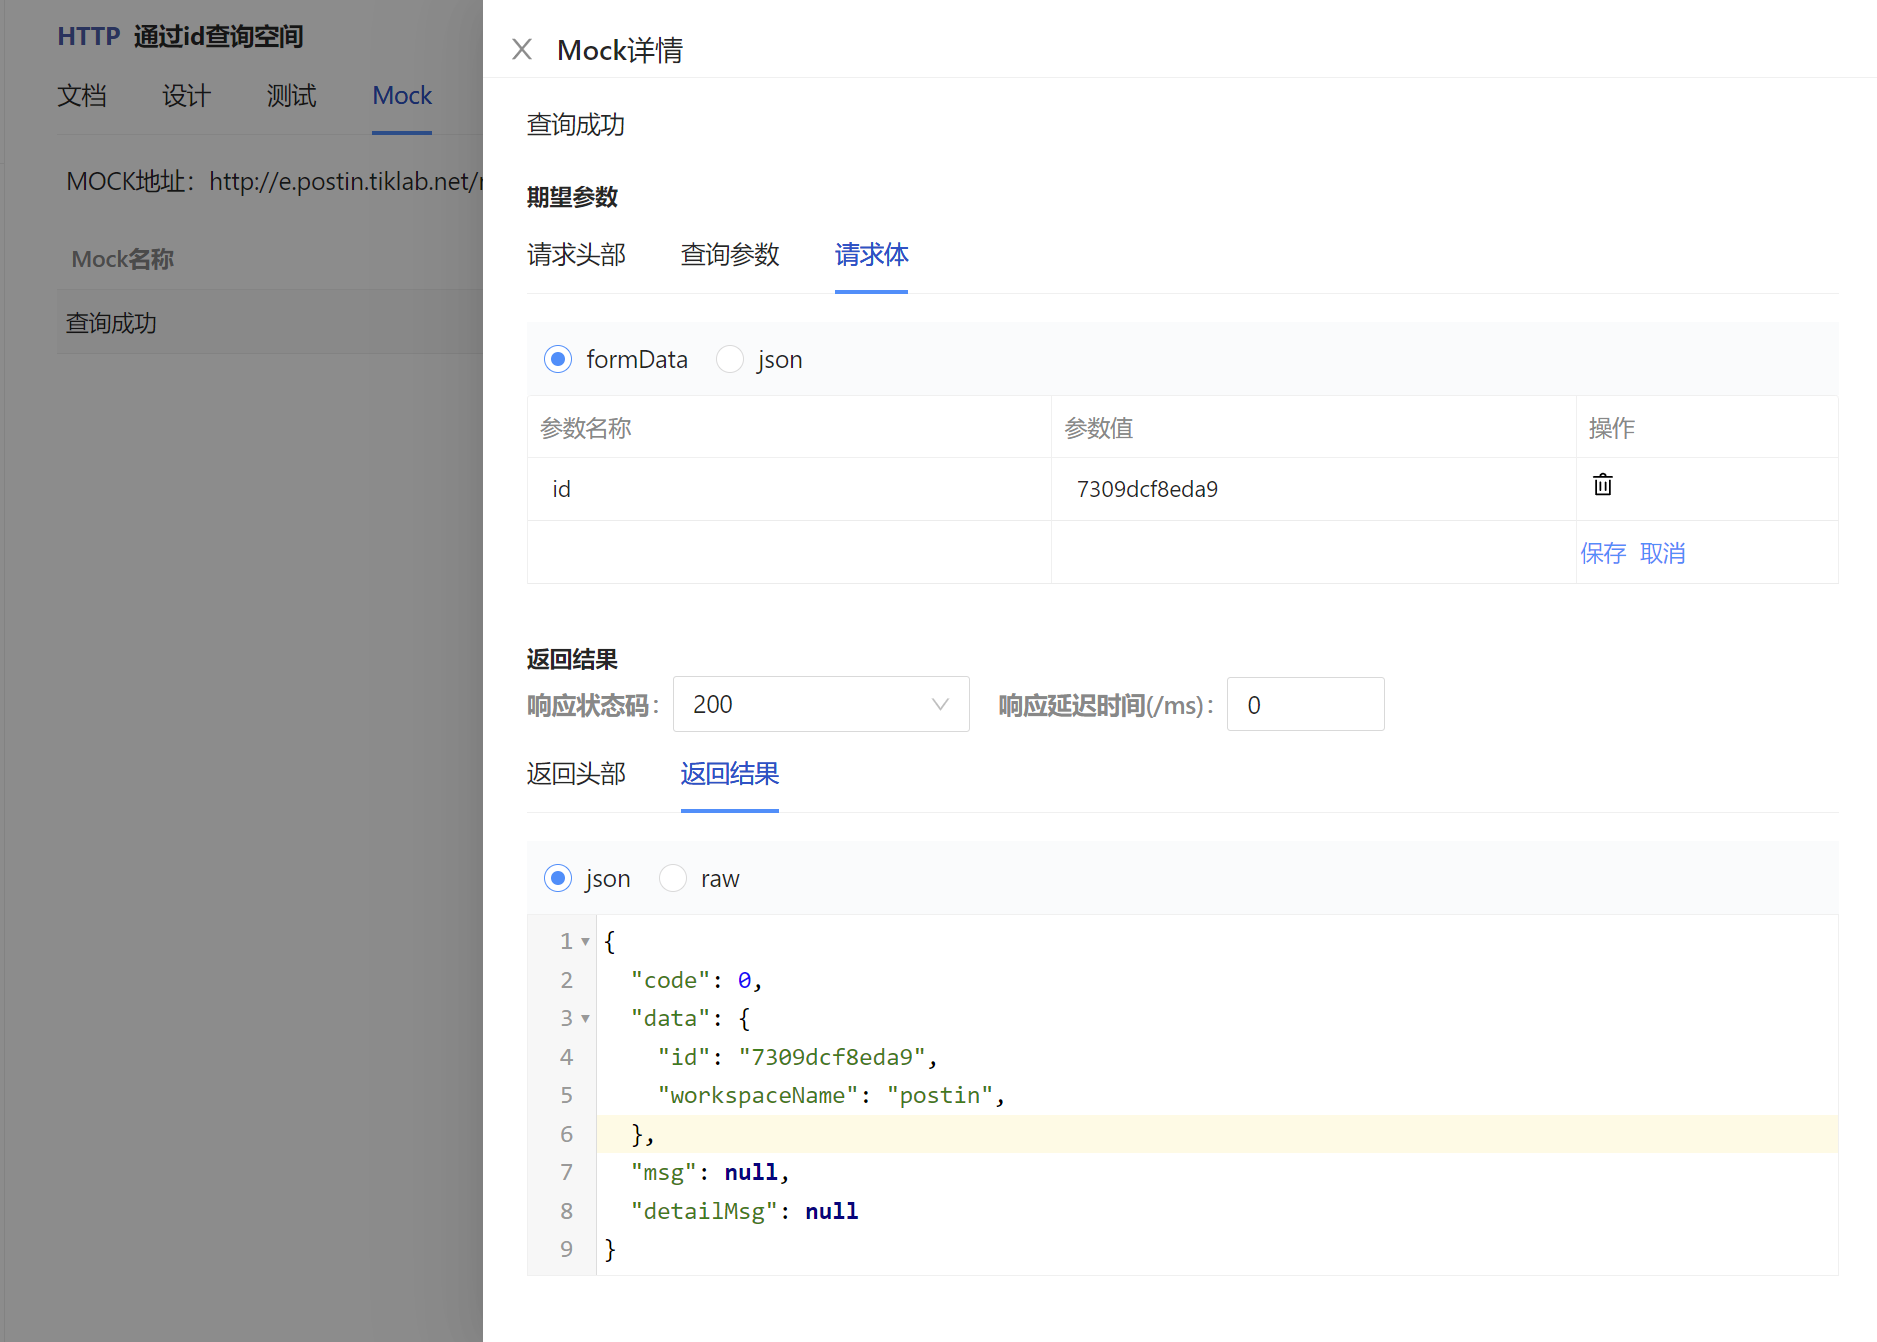 HTTP 通过id查询空间
文档 设计 测试 Mock
MOCK地址：http://e.postin.tiklab.net/
Mock名称
查询成功
Mock详情
查询成功
期望参数
请求头部 查询参数 请求体
formData json
参数名称 参数值 操作
id 7309dcf8eda9
保存 取消
返回结果
响应状态码： 200 响应延迟时间(/ms)： 0
返回头部 返回结果
json raw
1 {
2 "code": 0,
3 "data": {
4 "id": "7309dcf8eda9",
5 "workspaceName": "postin",
6 },
7 "msg": null,
8 "detailMsg": null
9 }